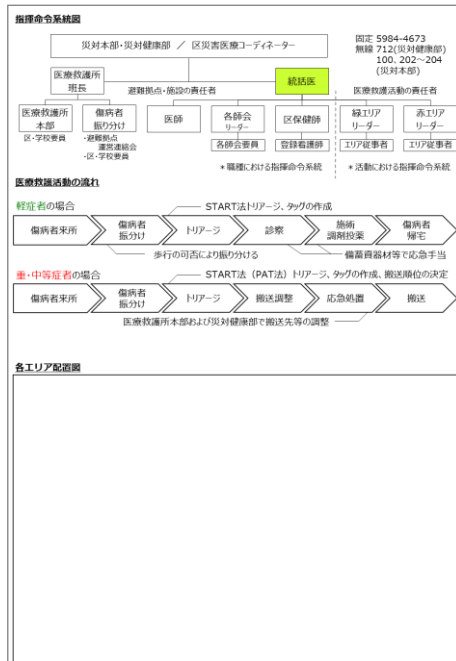 指揮命令系統図
災対本部・災対健康部 ／ 区災害医療コーディネーター
固定 5984-4673
無線 712(災対健康部)
100、202～204
(災対本部)
医療救護所
班長
避難拠点・施設の責任者
統括医
医療救護活動の責任者
医療救護所
本部
傷病者
振り分け
医師
各師会
リーダー
区保健師
緑エリア
リーダー
赤エリア
リーダー
区・学校要員
・避難拠点
運営連絡会
・区・学校要員
各師会要員
登録看護師
エリア従事者
エリア従事者
＊職種における指揮命令系統
＊活動における指揮命令系統
医療救護活動の流れ
軽症者の場合
START法トリアージ、タッグの作成
傷病者来所
傷病者
振分け
トリアージ
診察
施術
調剤投薬
傷病者
帰宅
歩行の可否により振り分ける
備蓄資器材等で応急手当
重・中等症者の場合
START法（PAT法）トリアージ、タッグの作成、搬送順位の決定
傷病者来所
傷病者
振分け
トリアージ
搬送調整
応急処置
搬送
医療救護所本部および災対健康部で搬送先等の調整
各エリア配置図